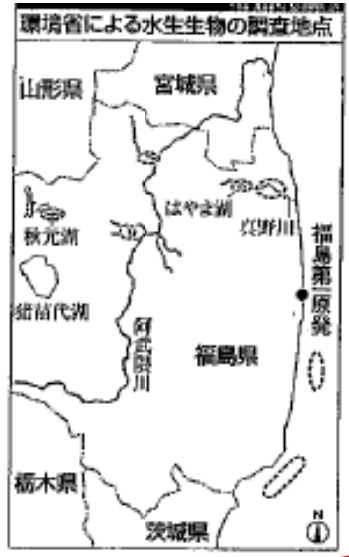 環境省による水生生物の調査地点
山形県
宮城県
はやま湖
真野川
秋元湖
猪苗代湖
阿武隈川
福島第一原発
福島県
栃木県
茨城県
N